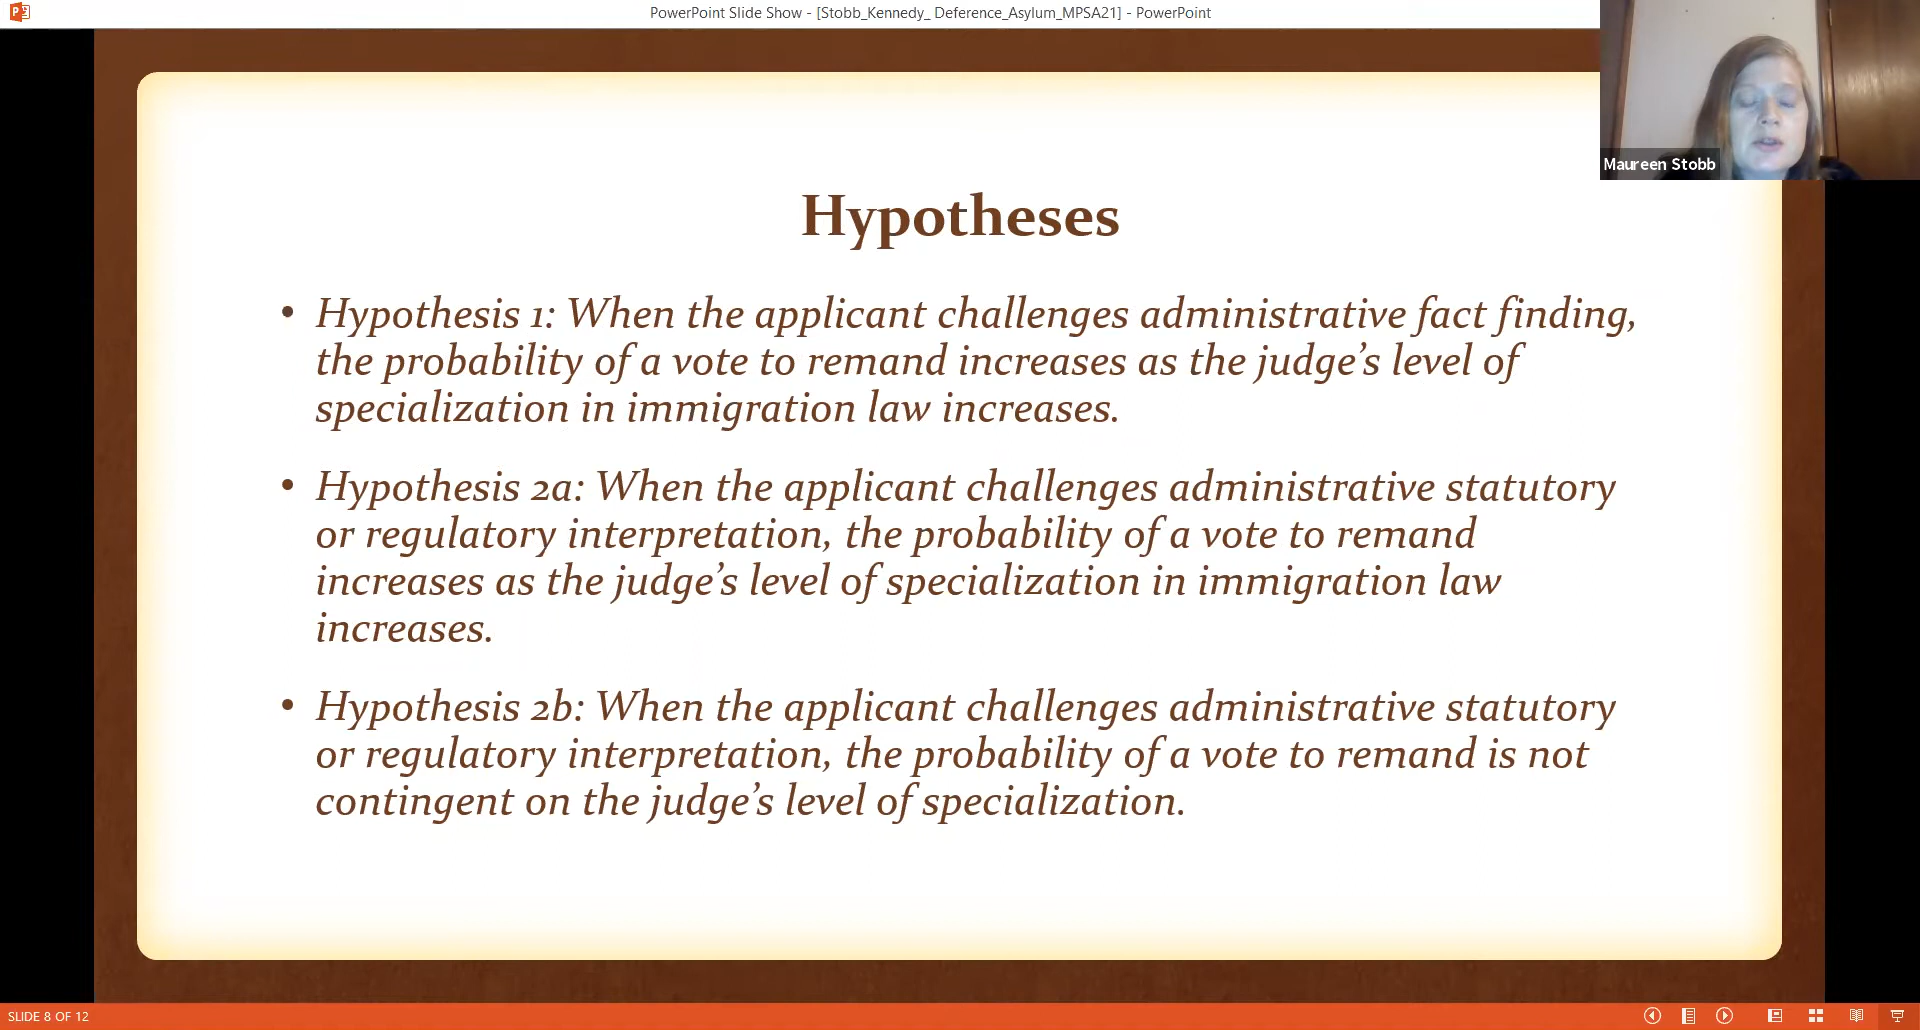 PowerPoint Slide Show - [Stobb_Kennedy_ Deference_Asylum_MPSA21] - PowerPoint
Maureen Stobb
Hypotheses
• Hypothesis 1: When the applicant challenges administrative fact finding,
the probability of a vote to remand increases as the judge’s level of
specialization in immigration law increases.
• Hypothesis 2a: When the applicant challenges administrative statutory
or regulatory interpretation, the probability of a vote to remand
increases as the judge’s level of specialization in immigration law
increases.
• Hypothesis 2b: When the applicant challenges administrative statutory
or regulatory interpretation, the probability of a vote to remand is not
contingent on the judge’s level of specialization.
SLIDE 8 OF 12